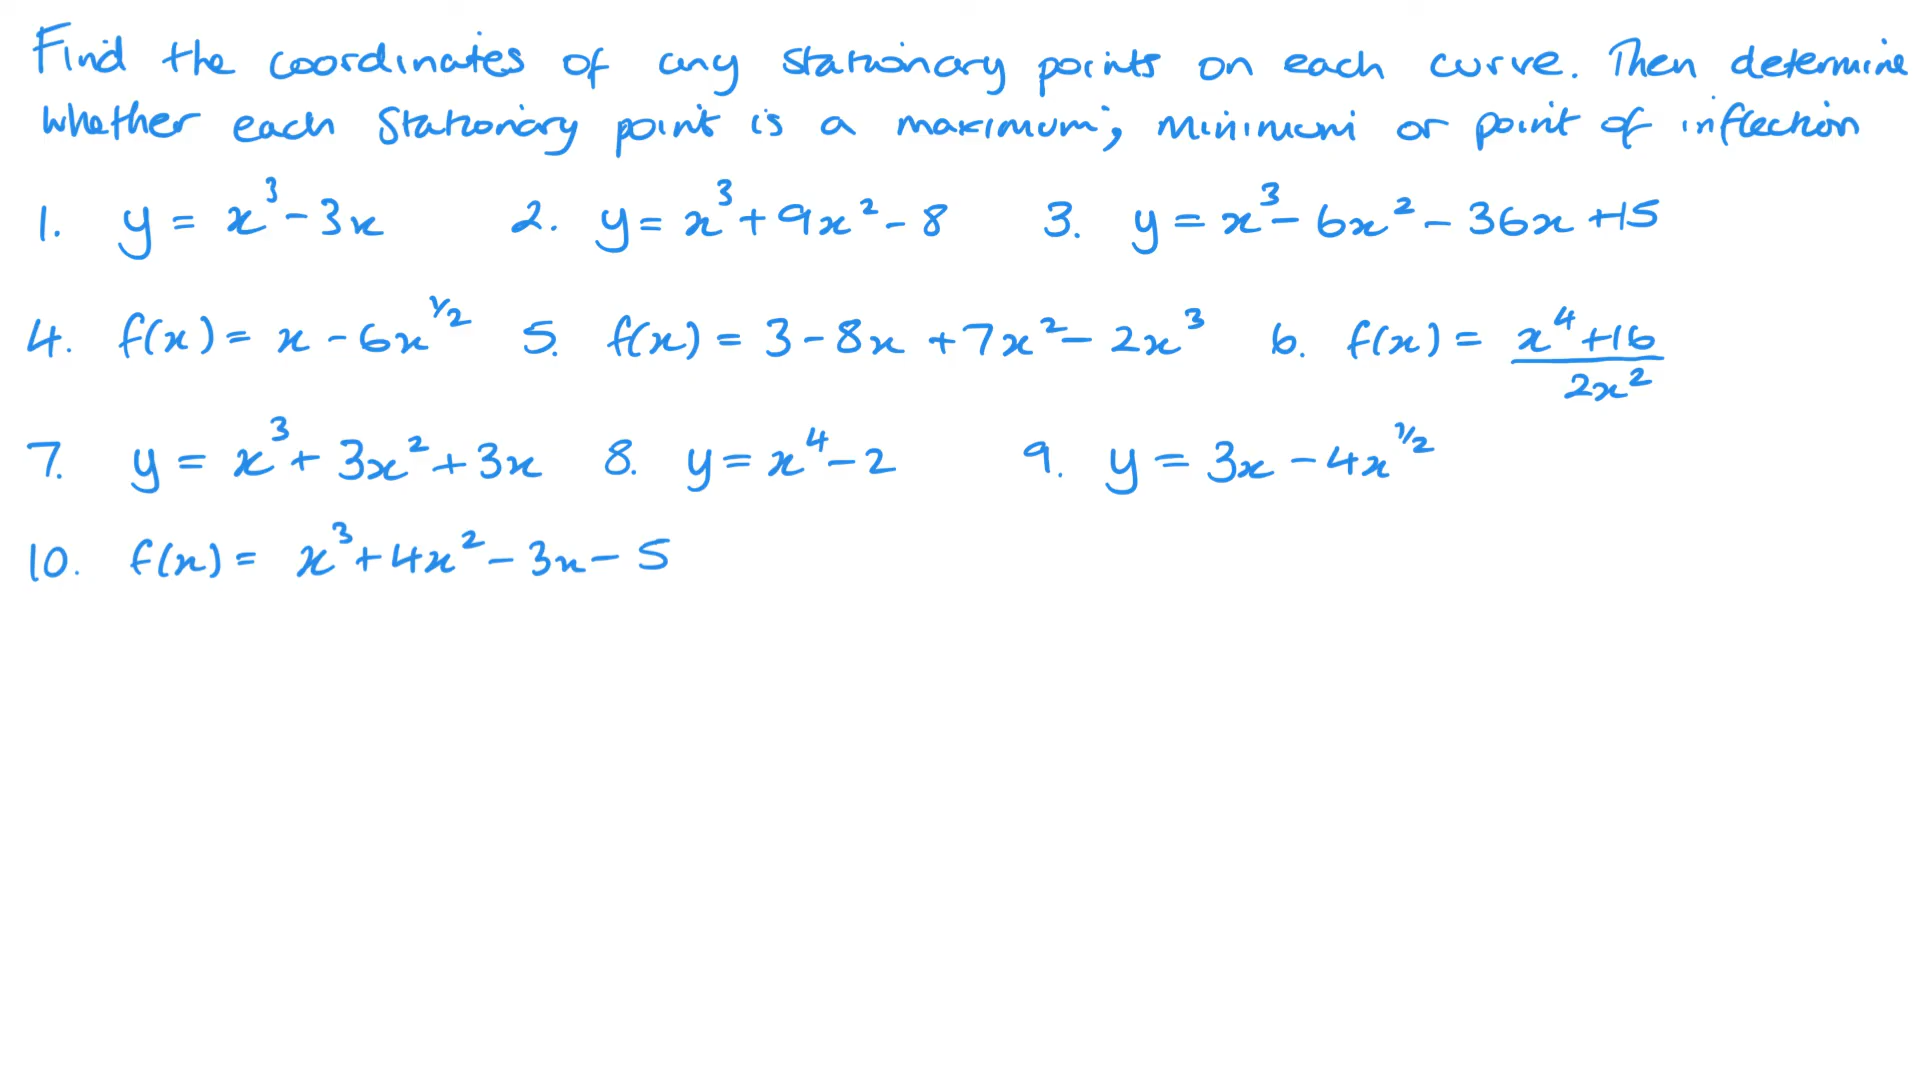 Find the coordinates of any stationary points on each curve. Then determine
whether each stationary point is a maximum, minimum or point of inflection
1. y = x³ - 3x 2. y = x³ + 9x² - 8 3. y = x³ - 6x² - 36x + 15
4. f(x) = x - 6x^½ 5. f(x) = 3 - 8x + 7x² - 2x³ 6. f(x) = (x⁴ + 16)/(2x²)
7. y = x³ + 3x² + 3x 8. y = x⁴ - 2 9. y = 3x - 4x^½
10. f(x) = x³ + 4x² - 3x - 5